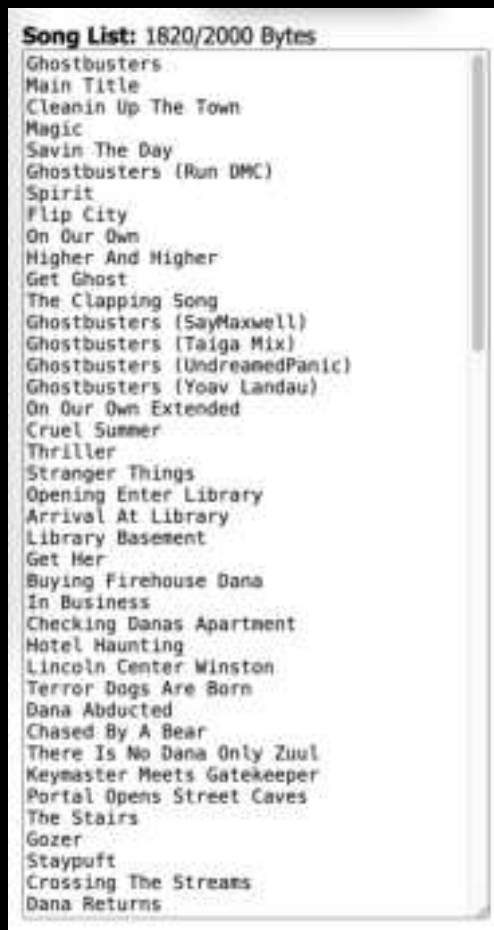 Song List: 1820/2000 Bytes
Ghostbusters
Main Title
Cleanin Up The Town
Magic
Savin The Day
Ghostbusters (Run DMC)
Spirit
Flip City
On Our Own
Higher And Higher
Get Ghost
The Clapping Song
Ghostbusters (SayMaxwell)
Ghostbusters (Taiga Mix)
Ghostbusters (UndreamedPanic)
Ghostbusters (Yoav Landau)
On Our Own Extended
Cruel Summer
Thriller
Stranger Things
Opening Enter Library
Arrival At Library
Library Basement
Get Her
Buying Firehouse Dana
In Business
Checking Danas Apartment
Hotel Haunting
Lincoln Center Winston
Terror Dogs Are Born
Dana Abducted
Chased By A Bear
There Is No Dana Only Zuul
Keymaster Meets Gatekeeper
Portal Opens Street Caves
The Stairs
Gozer
Staypuft
Crossing The Streams
Dana Returns